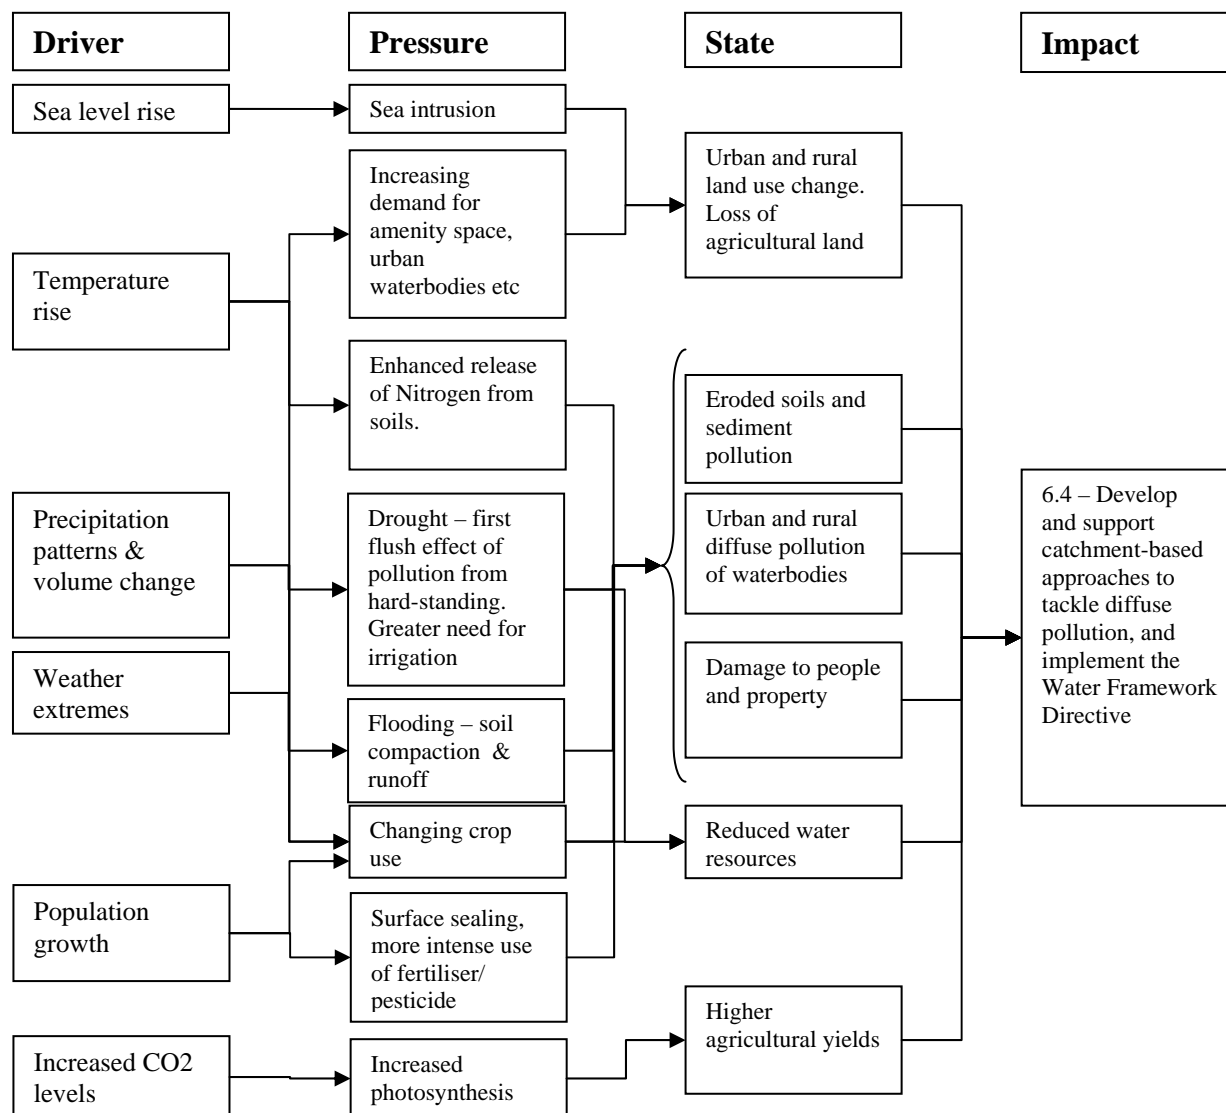 Driver
Pressure
State
Impact
Sea level rise
Sea intrusion
Urban and rural
land use change.
Loss of
agricultural land
Increasing
demand for
amenity space,
urban
waterbodies etc
Temperature
rise
Enhanced release
of Nitrogen from
soils.
Eroded soils and
sediment
pollution
Precipitation
patterns &
volume change
Drought – first
flush effect of
pollution from
hard-standing.
Greater need for
irrigation
Urban and rural
diffuse pollution
of waterbodies
6.4 – Develop
and support
catchment-based
approaches to
tackle diffuse
pollution, and
implement the
Water Framework
Directive
Weather
extremes
Damage to people
and property
Flooding – soil
compaction &
runoff
Changing crop
use
Reduced water
resources
Population
growth
Surface sealing,
more intense use
of fertiliser/
pesticide
Higher
agricultural yields
Increased CO2
levels
Increased
photosynthesis